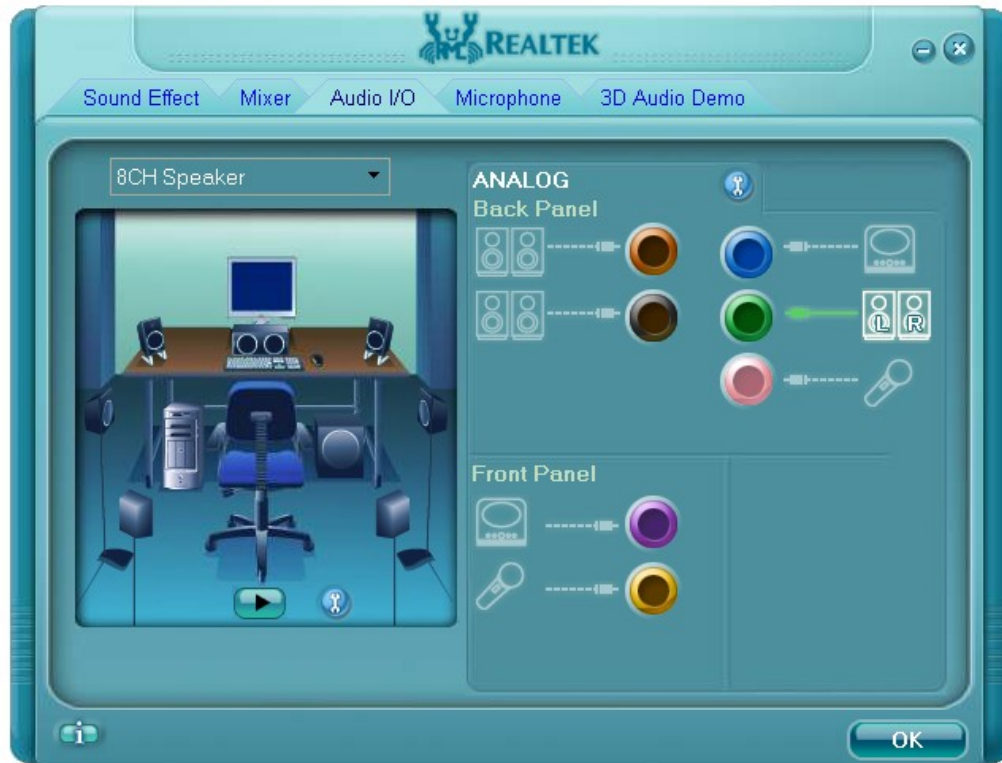 REALTEK
Sound Effect
Mixer
Audio I/O
Microphone
3D Audio Demo
8CH Speaker
ANALOG
Back Panel
L R
Front Panel
i
OK